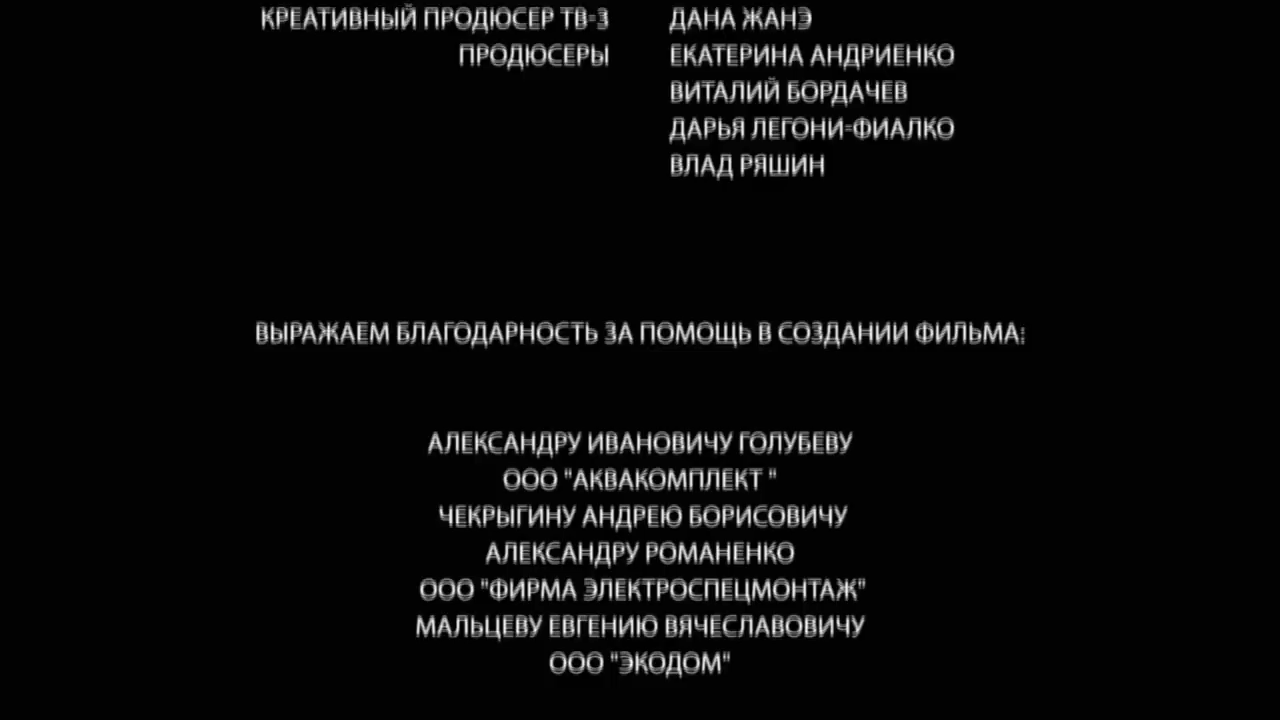 КРЕАТИВНЫЙ ПРОДЮСЕР ТВ-3 ДАНА ЖАНЭ
ПРОДЮСЕРЫ ЕКАТЕРИНА АНДРИЕНКО
ВИТАЛИЙ БОРДАЧЕВ
ДАРЬЯ ЛЕГОНИ-ФИАЛКО
ВЛАД РЯШИН
ВЫРАЖАЕМ БЛАГОДАРНОСТЬ ЗА ПОМОЩЬ В СОЗДАНИИ ФИЛЬМА:
АЛЕКСАНДРУ ИВАНОВИЧУ ГОЛУБЕВУ
ООО "АКВАКОМПЛЕКТ "
ЧЕКРЫГИНУ АНДРЕЮ БОРИСОВИЧУ
АЛЕКСАНДРУ РОМАНЕНКО
ООО "ФИРМА ЭЛЕКТРОСПЕЦМОНТАЖ"
МАЛЬЦЕВУ ЕВГЕНИЮ ВЯЧЕСЛАВОВИЧУ
ООО "ЭКОДОМ"